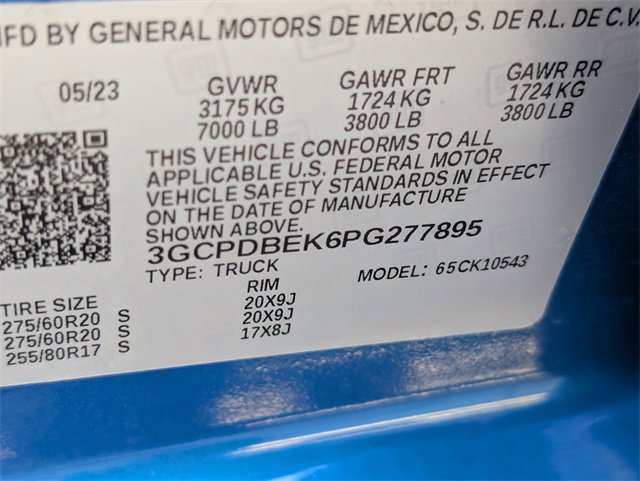 MFD BY GENERAL MOTORS DE MEXICO, S. DE R.L. DE C.V.
05/23 GVWR GAWR FRT GAWR RR
3175 KG 1724 KG 1724 KG
7000 LB 3800 LB 3800 LB
THIS VEHICLE CONFORMS TO ALL
APPLICABLE U.S. FEDERAL MOTOR
VEHICLE SAFETY STANDARDS IN EFFECT
ON THE DATE OF MANUFACTURE
SHOWN ABOVE.
3GCPDBEK6PG277895
TYPE: TRUCK MODEL: 65CK10543
TIRE SIZE RIM
275/60R20 S 20X9J
275/60R20 S 20X9J
255/80R17 S 17X8J